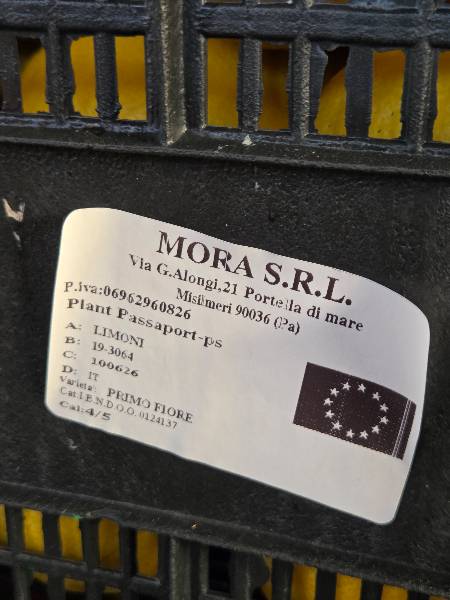 MORA S.R.L.
Via G.Alongi,21 Portella di mare
Misilmeri 90036 (Pa)
P.iva:06962960826
Plant Passaport-ps
A: LIMONI
B: 19-3064
C: 100626
D: IT
Varieta: PRIMO FIORE
Cat:I E.N.D.O.O. 0124137
Cal:4/5